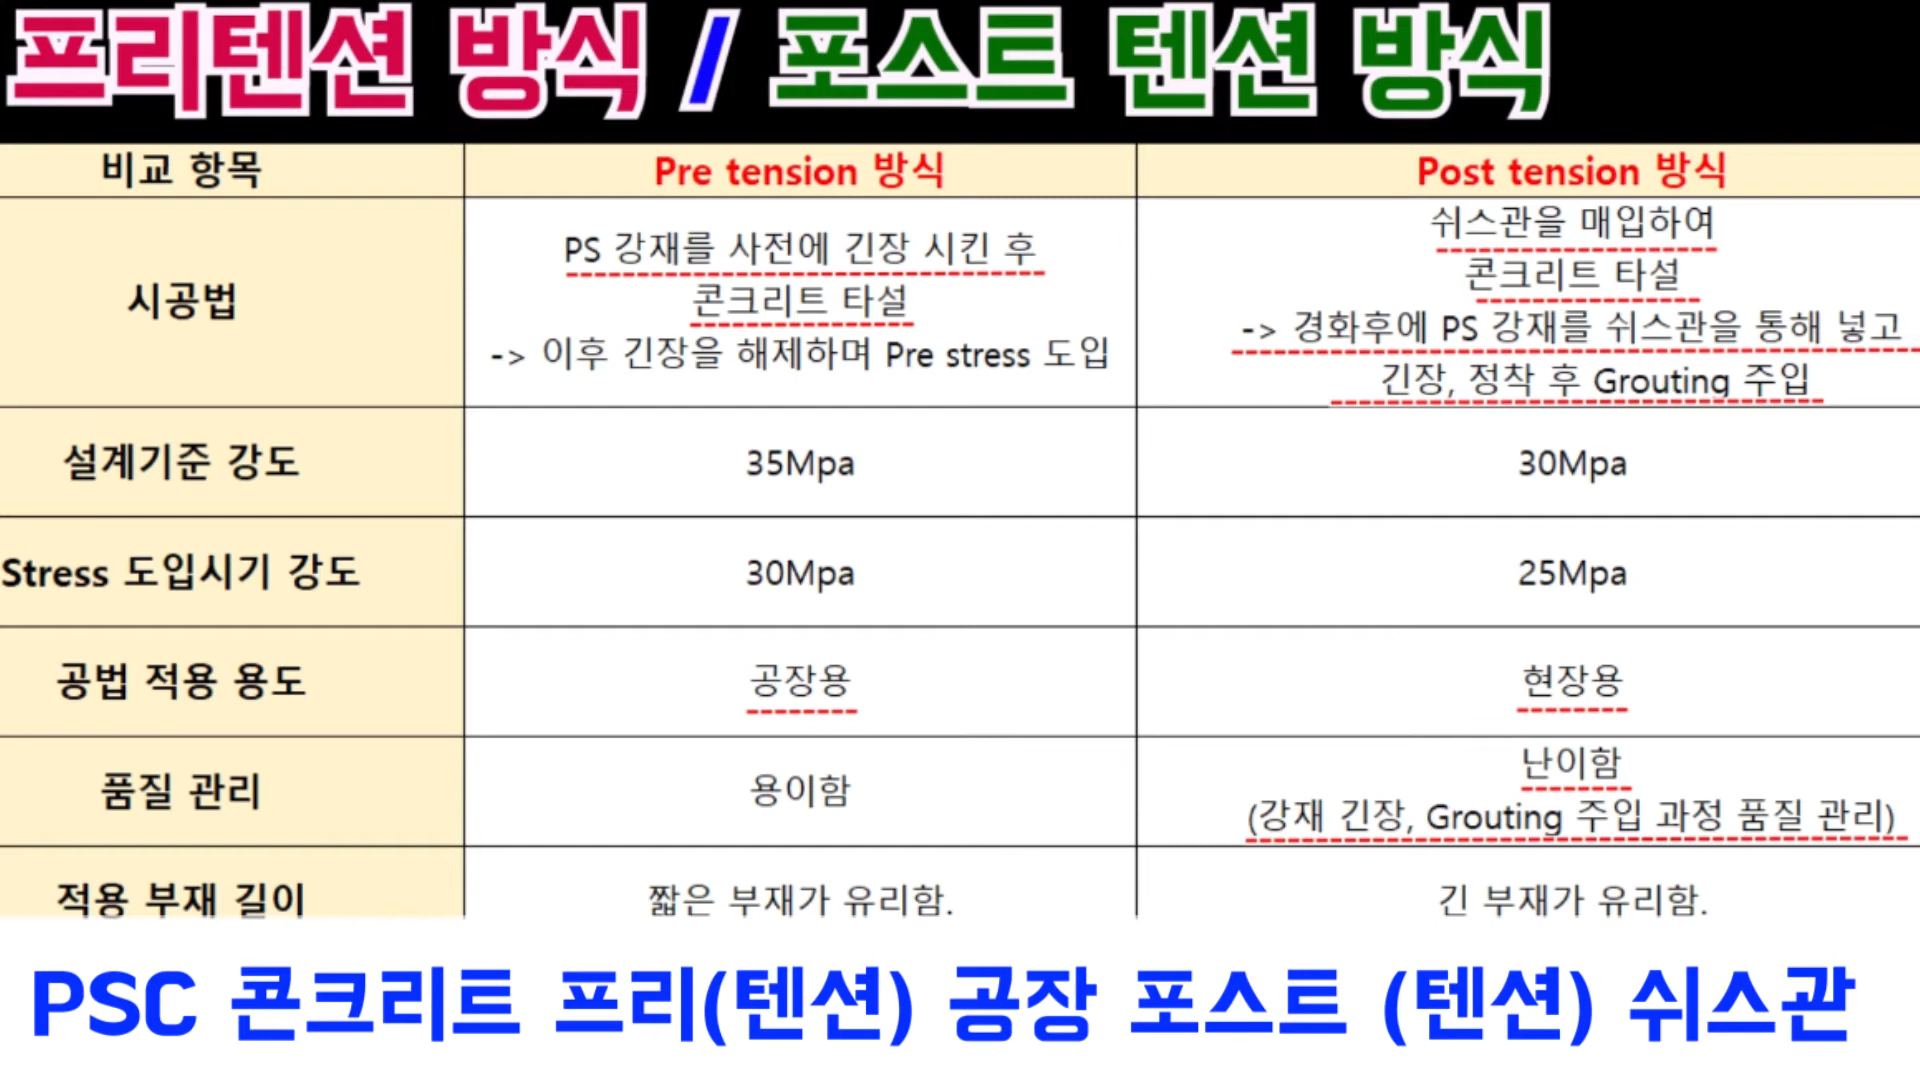 프리텐션 방식 / 포스트 텐션 방식
비교 항목
Pre tension 방식
Post tension 방식
시공법
PS 강재를 사전에 긴장 시킨 후
콘크리트 타설
-> 이후 긴장을 해제하며 Pre stress 도입
쉬스관을 매입하여
콘크리트 타설
-> 경화후에 PS 강재를 쉬스관을 통해 넣고
긴장, 정착 후 Grouting 주입
설계기준 강도
35Mpa
30Mpa
Stress 도입시기 강도
30Mpa
25Mpa
공법 적용 용도
공장용
현장용
품질 관리
용이함
난이함
(강재 긴장, Grouting 주입 과정 품질 관리)
적용 부재 길이
짧은 부재가 유리함.
긴 부재가 유리함.
PSC 콘크리트 프리(텐션) 공장 포스트 (텐션) 쉬스관